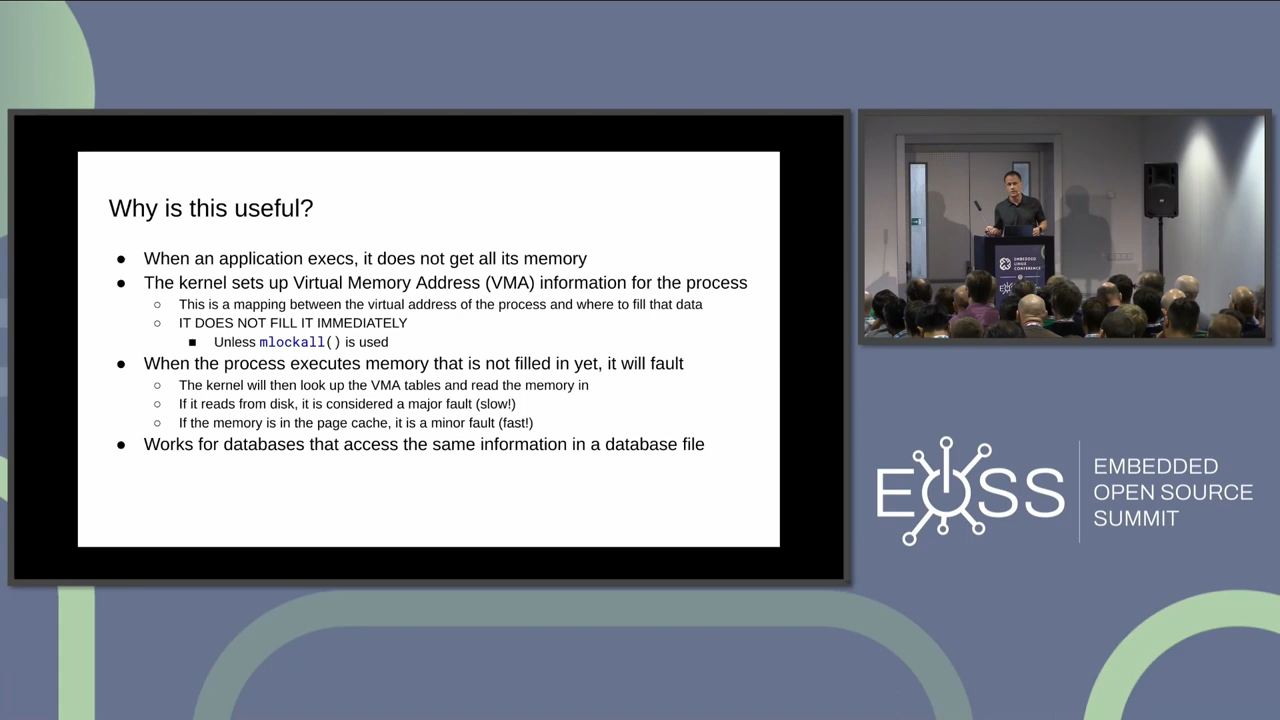 Why is this useful?
● When an application execs, it does not get all its memory
● The kernel sets up Virtual Memory Address (VMA) information for the process
○ This is a mapping between the virtual address of the process and where to fill that data
○ IT DOES NOT FILL IT IMMEDIATELY
■ Unless mlockall() is used
● When the process executes memory that is not filled in yet, it will fault
○ The kernel will then look up the VMA tables and read the memory in
○ If it reads from disk, it is considered a major fault (slow!)
○ If the memory is in the page cache, it is a minor fault (fast!)
● Works for databases that access the same information in a database file
EMBEDDED
LINUX
CONFERENCE
EOSS
EMBEDDED
OPEN SOURCE
SUMMIT